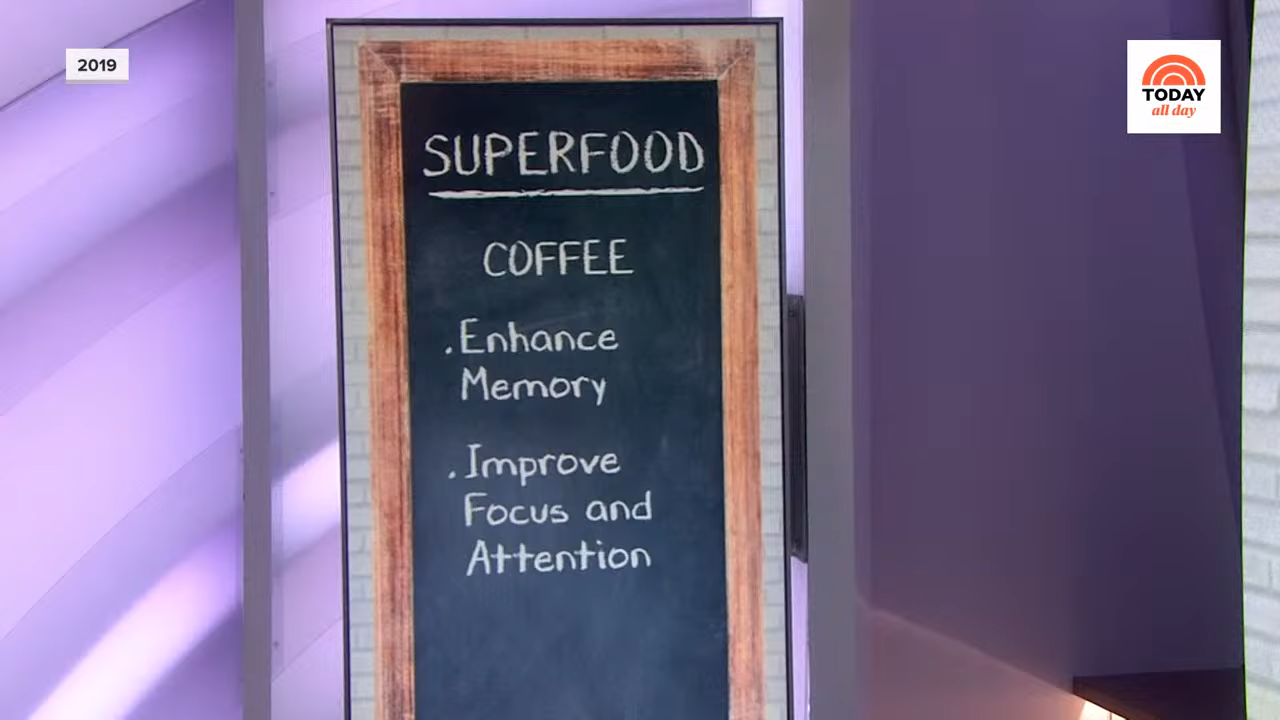 2019
TODAY
all day
SUPERFOOD
COFFEE
.Enhance
Memory
.Improve
Focus and
Attention